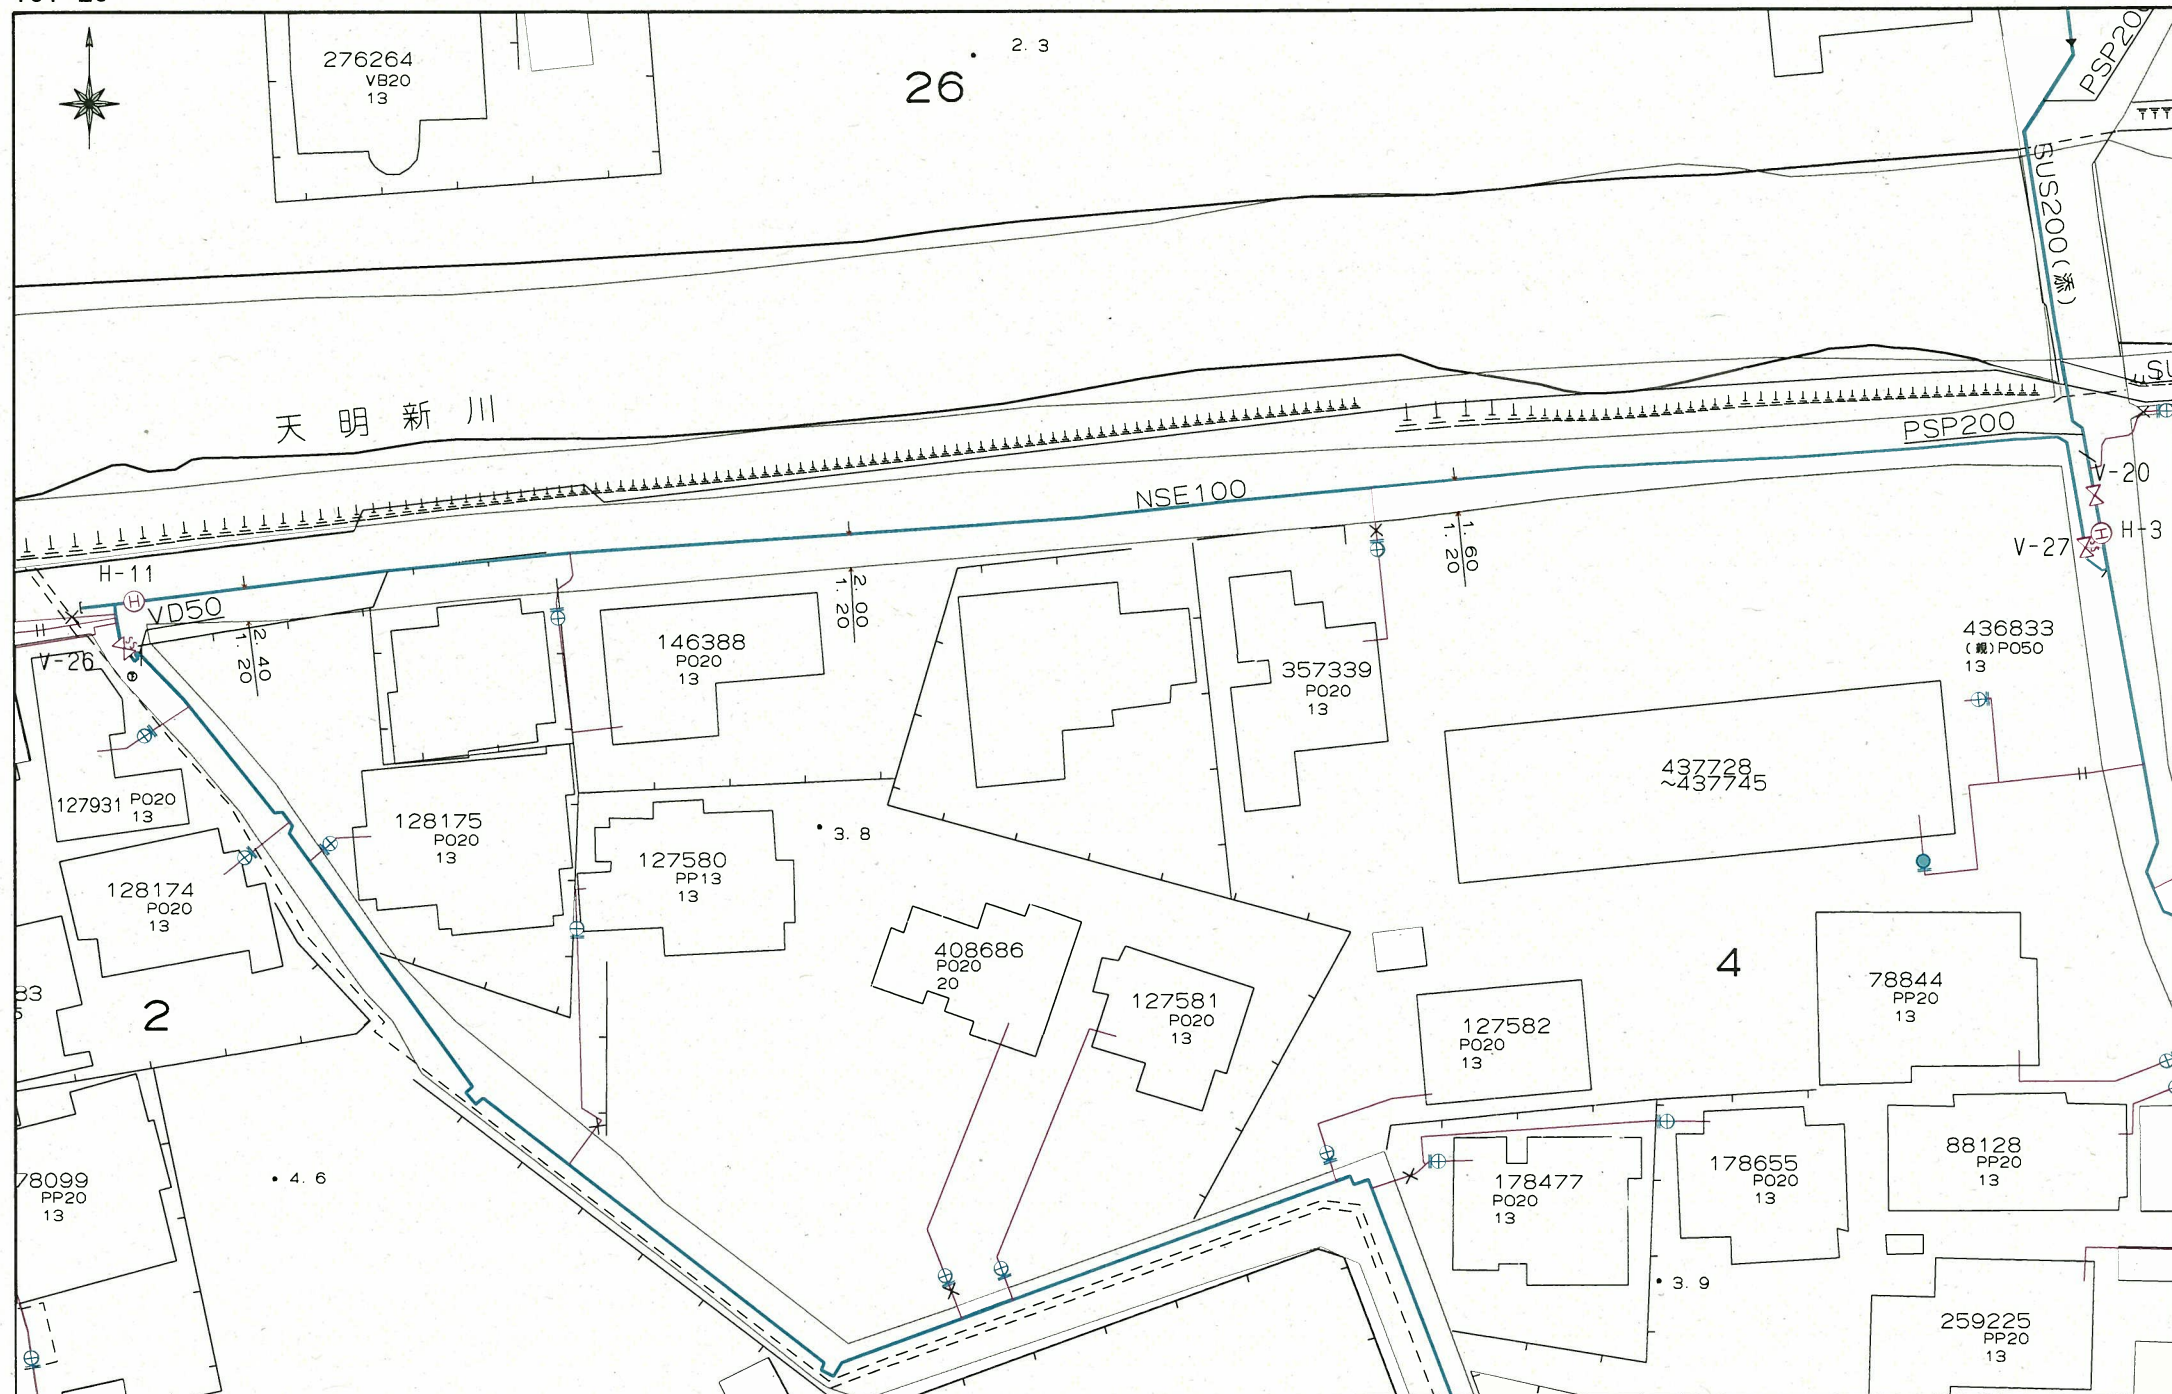 276264
VB20
13
26
2. 3
PSP20
SUS200(添)
天明新川
SU
PSP200
NSE100
V-20
H-3
V-27
1. 60
1. 20
H-11
VD50
V-26
2. 40
1. 20
2. 00
1. 20
146388
PO20
13
357339
PO20
13
436833
(親)PO50
13
437728
~437745
127931 PO20
13
128175
PO20
13
127580
PP13
13
3. 8
128174
PO20
13
408686
PO20
20
127581
PO20
13
4
78844
PP20
13
83
2
127582
PO20
13
78099
PP20
13
4. 6
178477
PO20
13
178655
PO20
13
88128
PP20
13
3. 9
259225
PP20
13